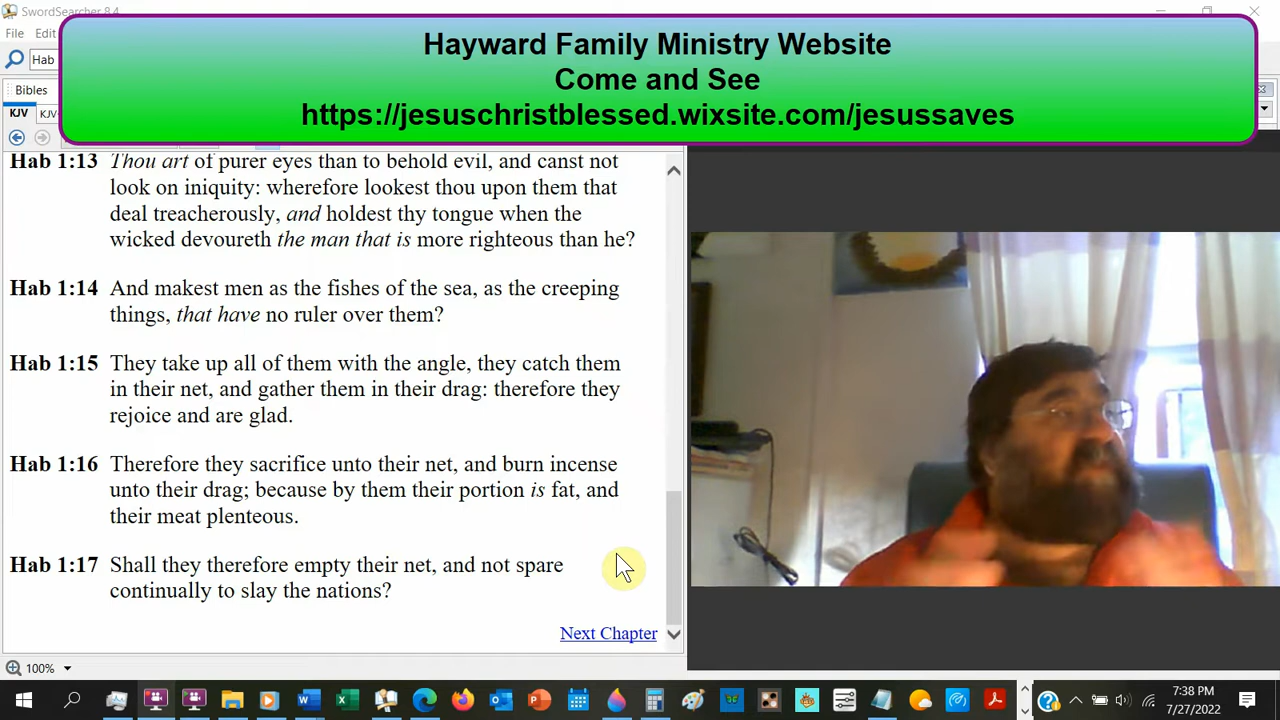 SwordSearcher 8.4
Hayward Family Ministry Website
Come and See
https://jesuschristblessed.wixsite.com/jesussaves
File Edit
Hab
Bibles
KJV KJV
Hab 1:13 Thou art of purer eyes than to behold evil, and canst not
look on iniquity: wherefore lookest thou upon them that
deal treacherously, and holdest thy tongue when the
wicked devoureth the man that is more righteous than he?
Hab 1:14 And makest men as the fishes of the sea, as the creeping
things, that have no ruler over them?
Hab 1:15 They take up all of them with the angle, they catch them
in their net, and gather them in their drag: therefore they
rejoice and are glad.
Hab 1:16 Therefore they sacrifice unto their net, and burn incense
unto their drag; because by them their portion is fat, and
their meat plenteous.
Hab 1:17 Shall they therefore empty their net, and not spare
continually to slay the nations?
Next Chapter
100%
7:38 PM
7/27/2022